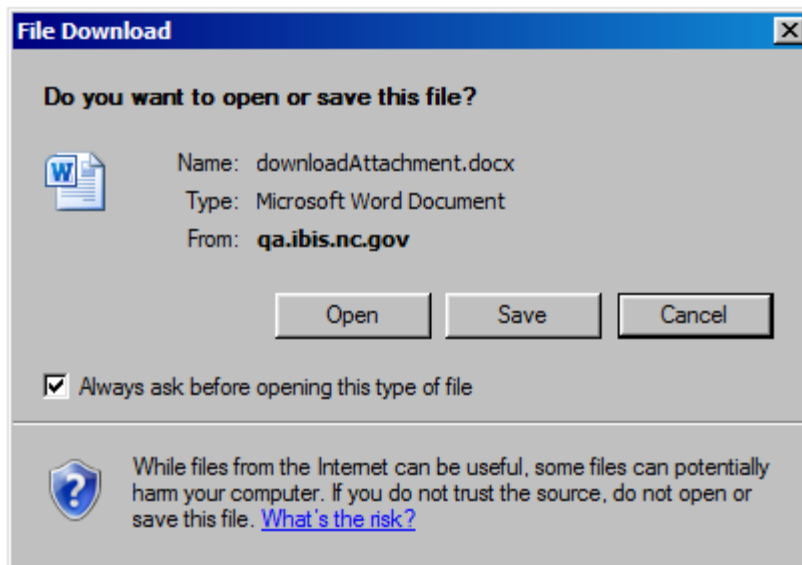 File Download
Do you want to open or save this file?
Name: downloadAttachment.docx
Type: Microsoft Word Document
From: qa.ibis.nc.gov
Open Save Cancel
Always ask before opening this type of file
While files from the Internet can be useful, some files can potentially
harm your computer. If you do not trust the source, do not open or
save this file. What's the risk?